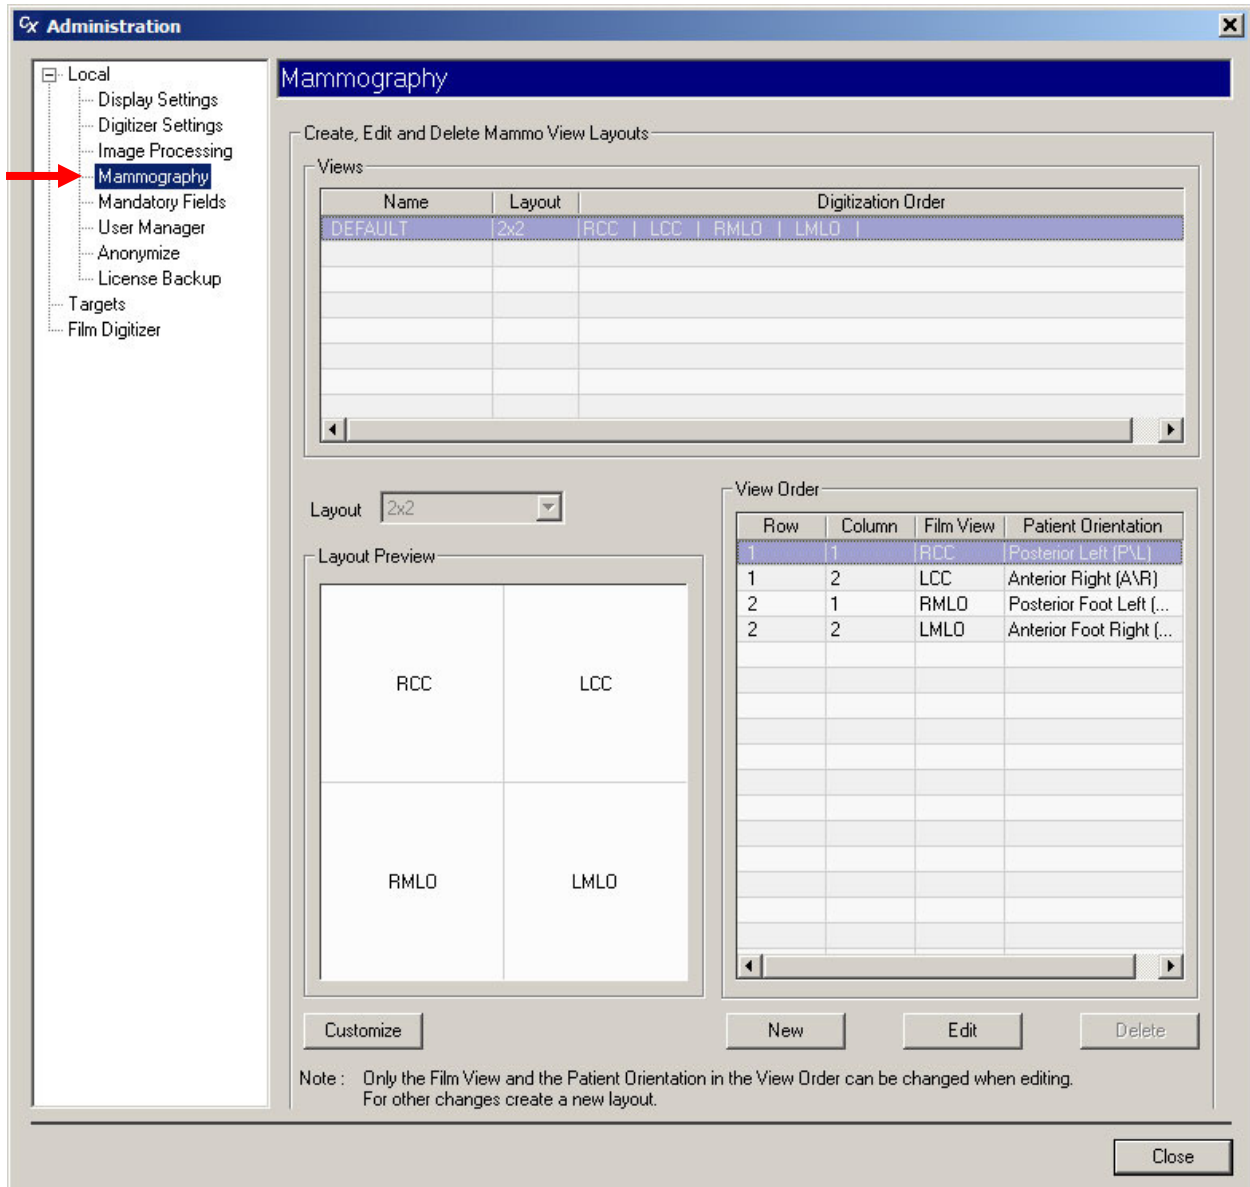 Cx Administration
Local
Display Settings
Digitizer Settings
Image Processing
Mammography
Mandatory Fields
User Manager
Anonymize
License Backup
Targets
Film Digitizer
Mammography
Create, Edit and Delete Mammo View Layouts
Views
Name Layout Digitization Order
DEFAULT 2x2 RCC | LCC | RMLO | LMLO |
Layout 2x2
Layout Preview
RCC LCC
RMLO LMLO
View Order
Row Column Film View Patient Orientation
1 1 RCC Posterior Left (P\L)
1 2 LCC Anterior Right (A\R)
2 1 RMLO Posterior Foot Left (...
2 2 LMLO Anterior Foot Right (...
Customize New Edit Delete
Note : Only the Film View and the Patient Orientation in the View Order can be changed when editing.
For other changes create a new layout.
Close